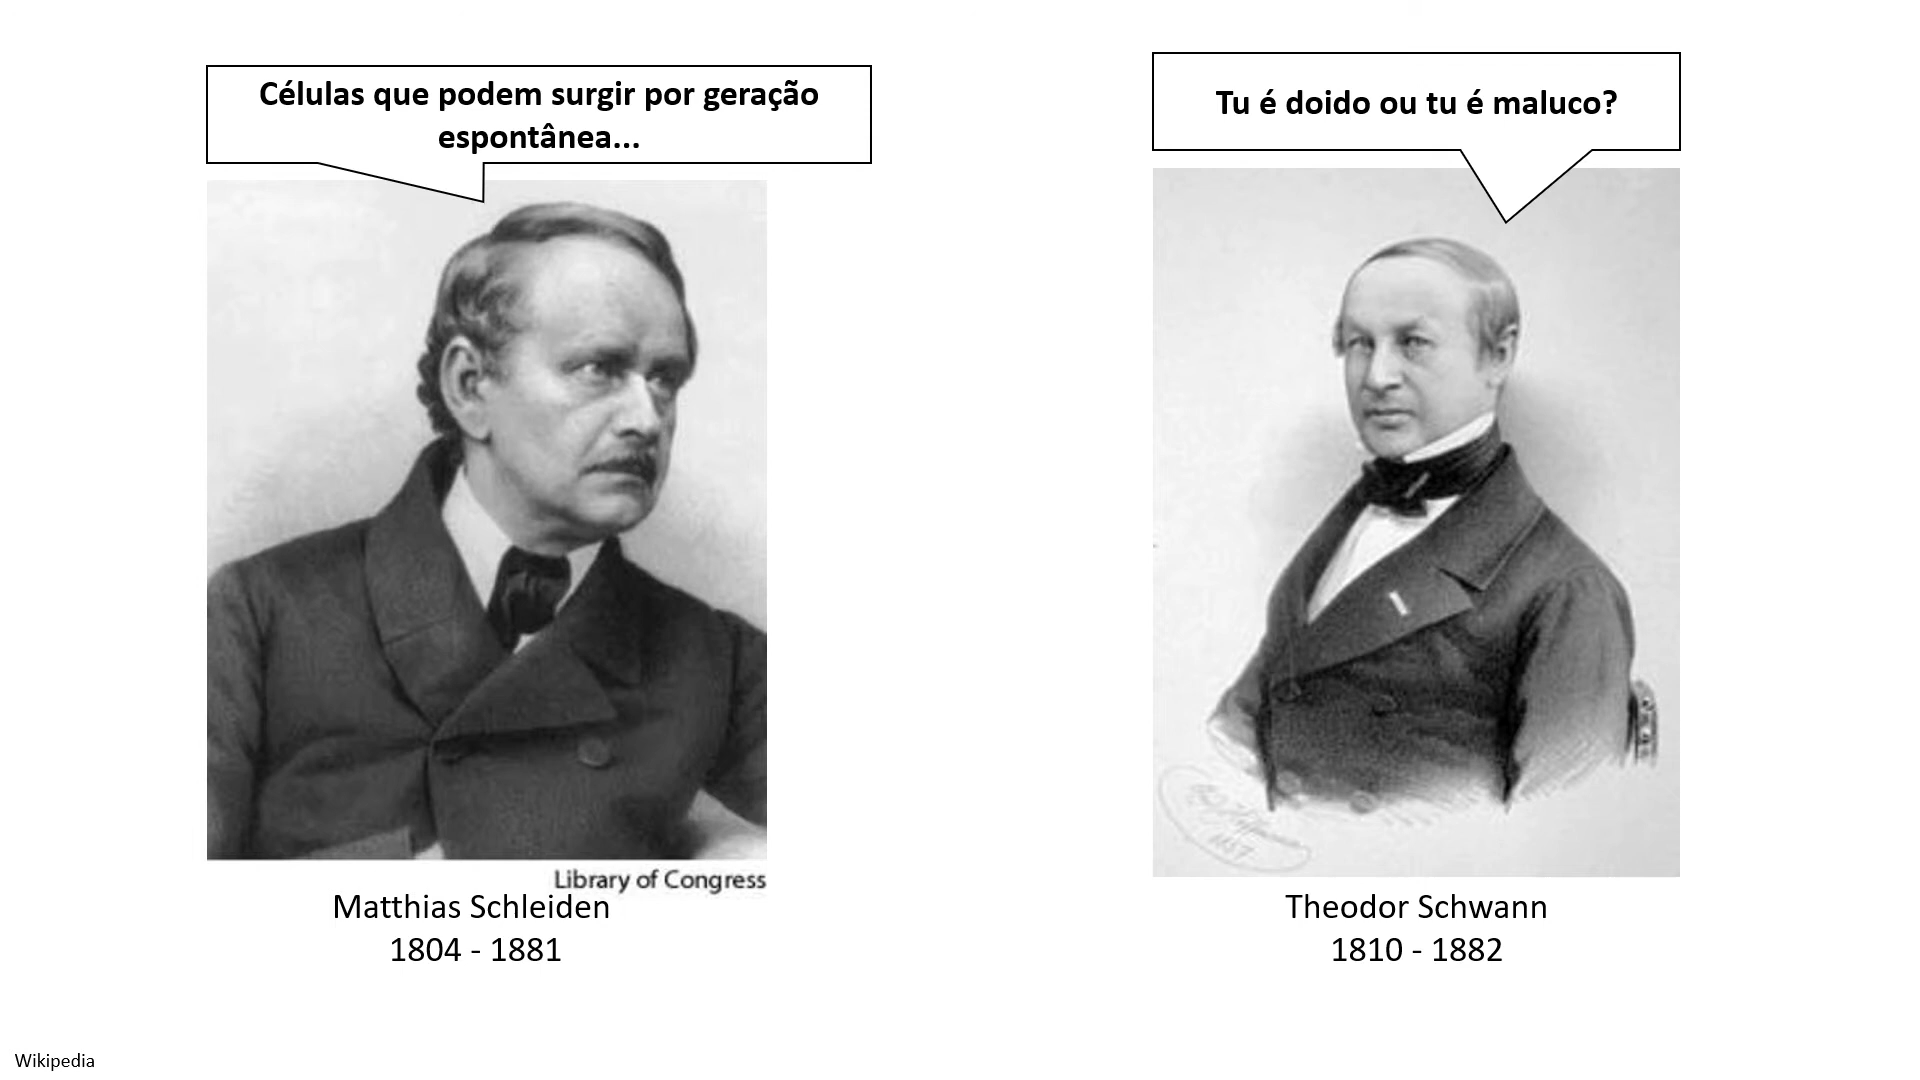 Células que podem surgir por geração
espontânea...
Tu é doido ou tu é maluco?
Library of Congress
Matthias Schleiden
1804 - 1881
Theodor Schwann
1810 - 1882
Wikipedia